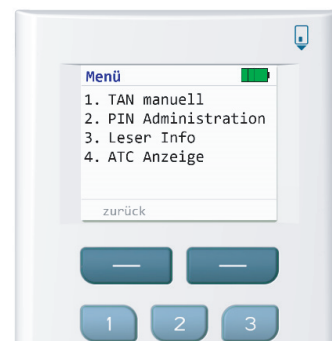 Menü
1. TAN manuell
2. PIN Administration
3. Leser Info
4. ATC Anzeige
zurück
1 2 3